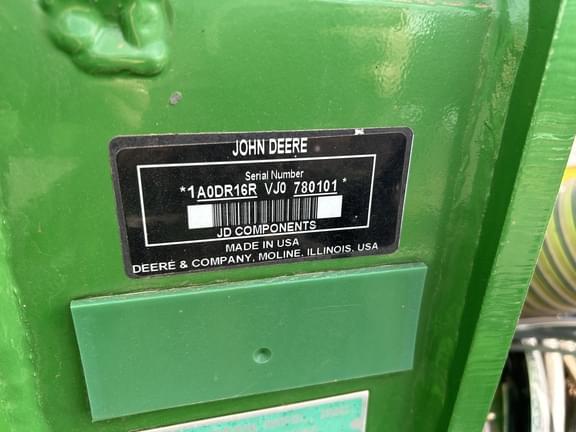 JOHN DEERE
Serial Number
*1A0DR16R VJ0 780101*
JD COMPONENTS
MADE IN USA
DEERE & COMPANY, MOLINE, ILLINOIS, USA